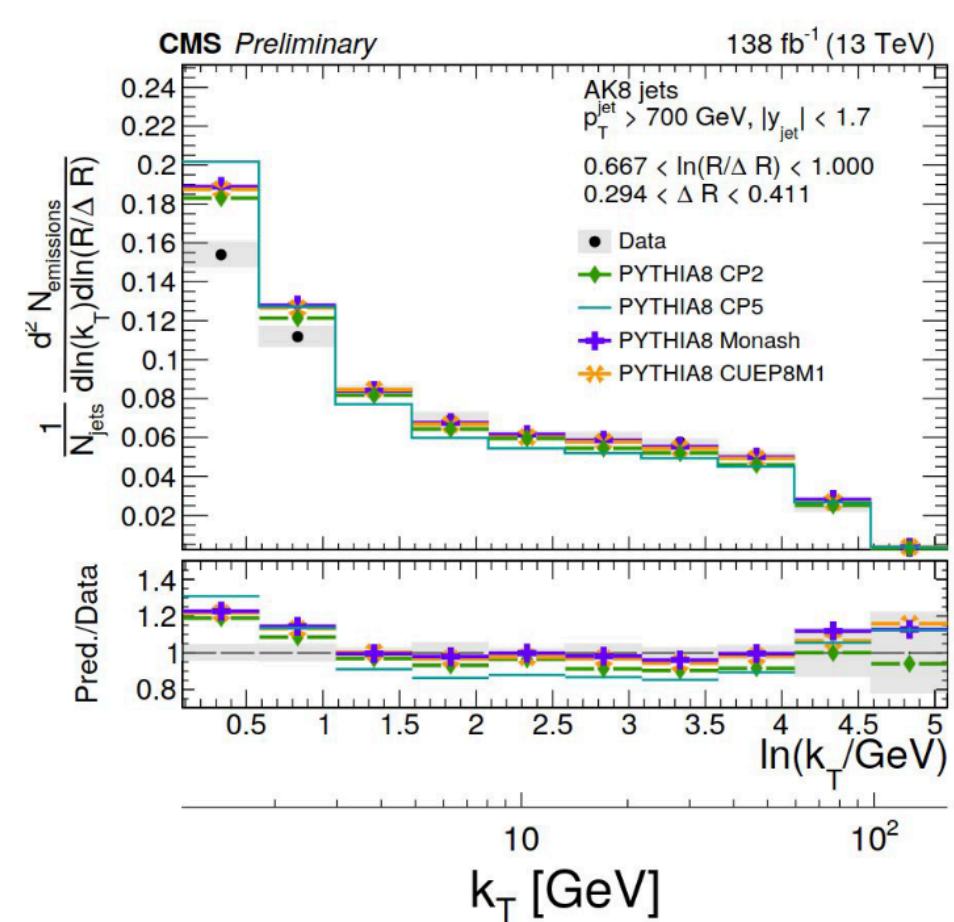 CMS Preliminary 138 fb⁻¹ (13 TeV)
AK8 jets
p_T^jet > 700 GeV, |y_jet| < 1.7
0.667 < ln(R/Δ R) < 1.000
0.294 < Δ R < 0.411
Data
PYTHIA8 CP2
PYTHIA8 CP5
PYTHIA8 Monash
PYTHIA8 CUEP8M1
1/N_jets d² N_emissions / dln(k_T)dln(R/Δ R)
0.24
0.22
0.2
0.18
0.16
0.14
0.12
0.1
0.08
0.06
0.04
0.02
Pred./Data
1.4
1.2
1
0.8
0.5 1 1.5 2 2.5 3 3.5 4 4.5 5
ln(k_T/GeV)
10 10²
k_T [GeV]